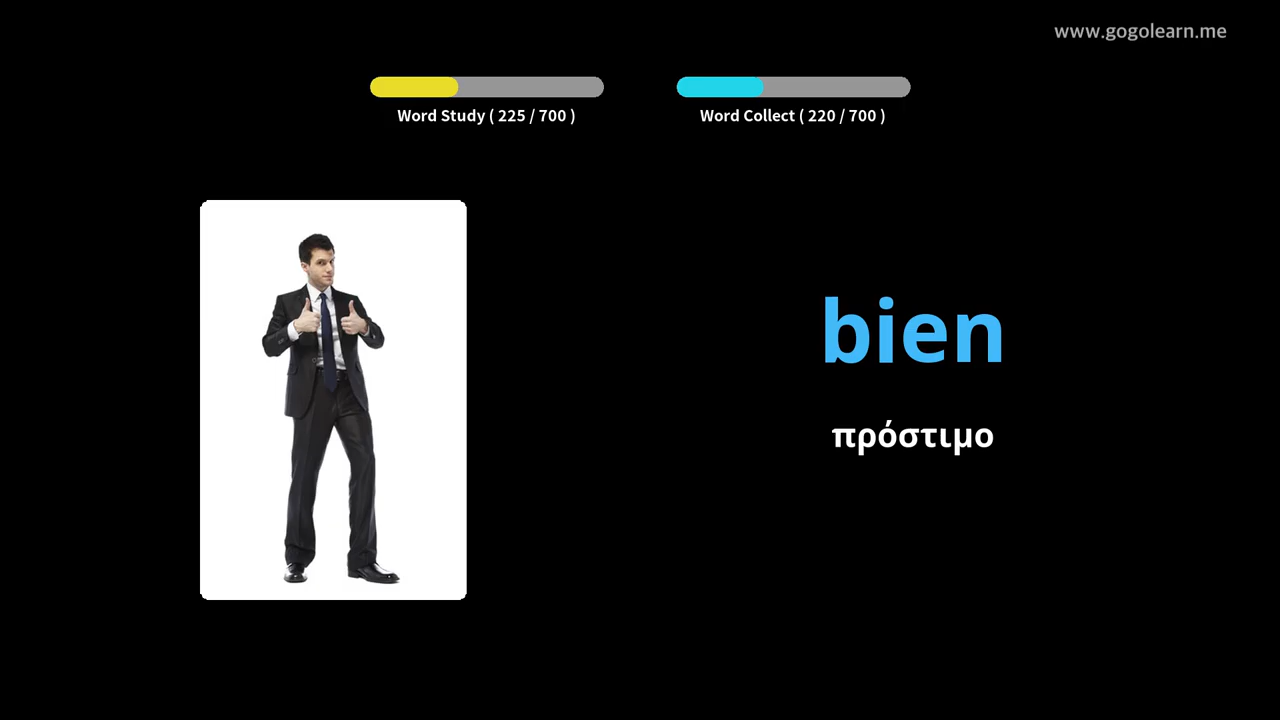 www.gogolearn.me
Word Study ( 225 / 700 )
Word Collect ( 220 / 700 )
bien
πρόστιμο